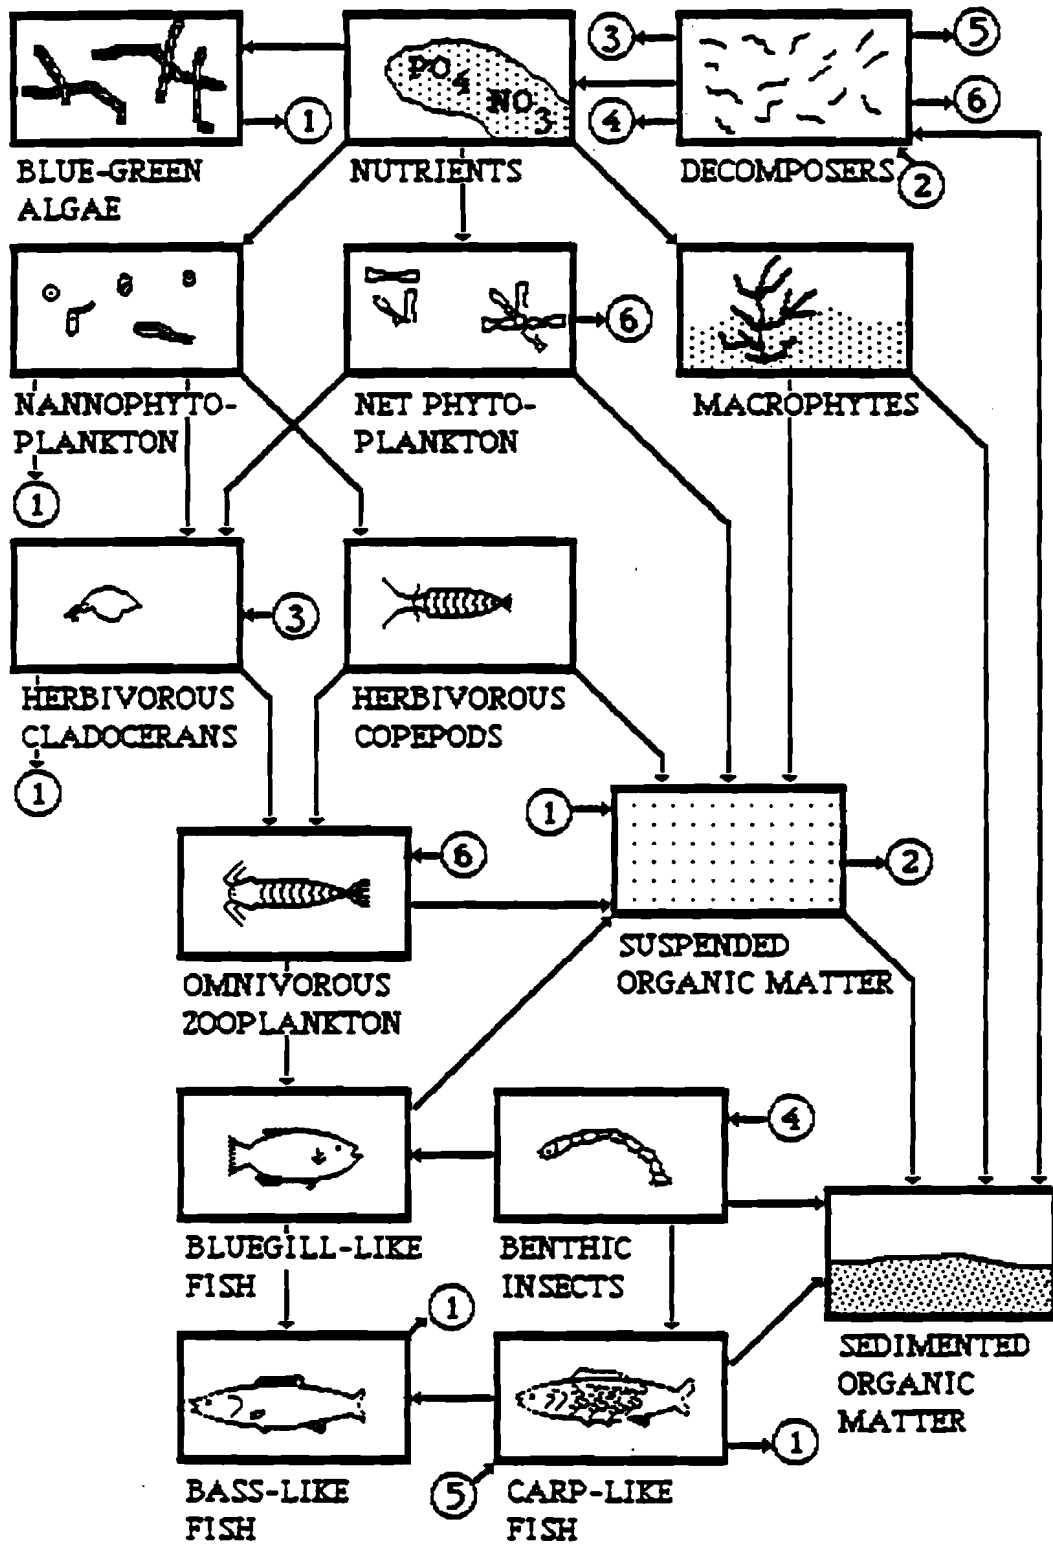 3
5
PO4
NO3
6
1
4
BLUE-GREEN
ALGAE
NUTRIENTS
DECOMPOSERS
2
6
NANNOPHYTO-
PLANKTON
NET PHYTO-
PLANKTON
MACROPHYTES
1
3
HERBIVOROUS
CLADOCERANS
HERBIVOROUS
COPEPODS
1
1
6
2
SUSPENDED
ORGANIC MATTER
OMNIVOROUS
ZOOPLANKTON
4
BLUEGILL-LIKE
FISH
BENTHIC
INSECTS
1
SEDIMENTED
ORGANIC
MATTER
1
5
BASS-LIKE
FISH
CARP-LIKE
FISH